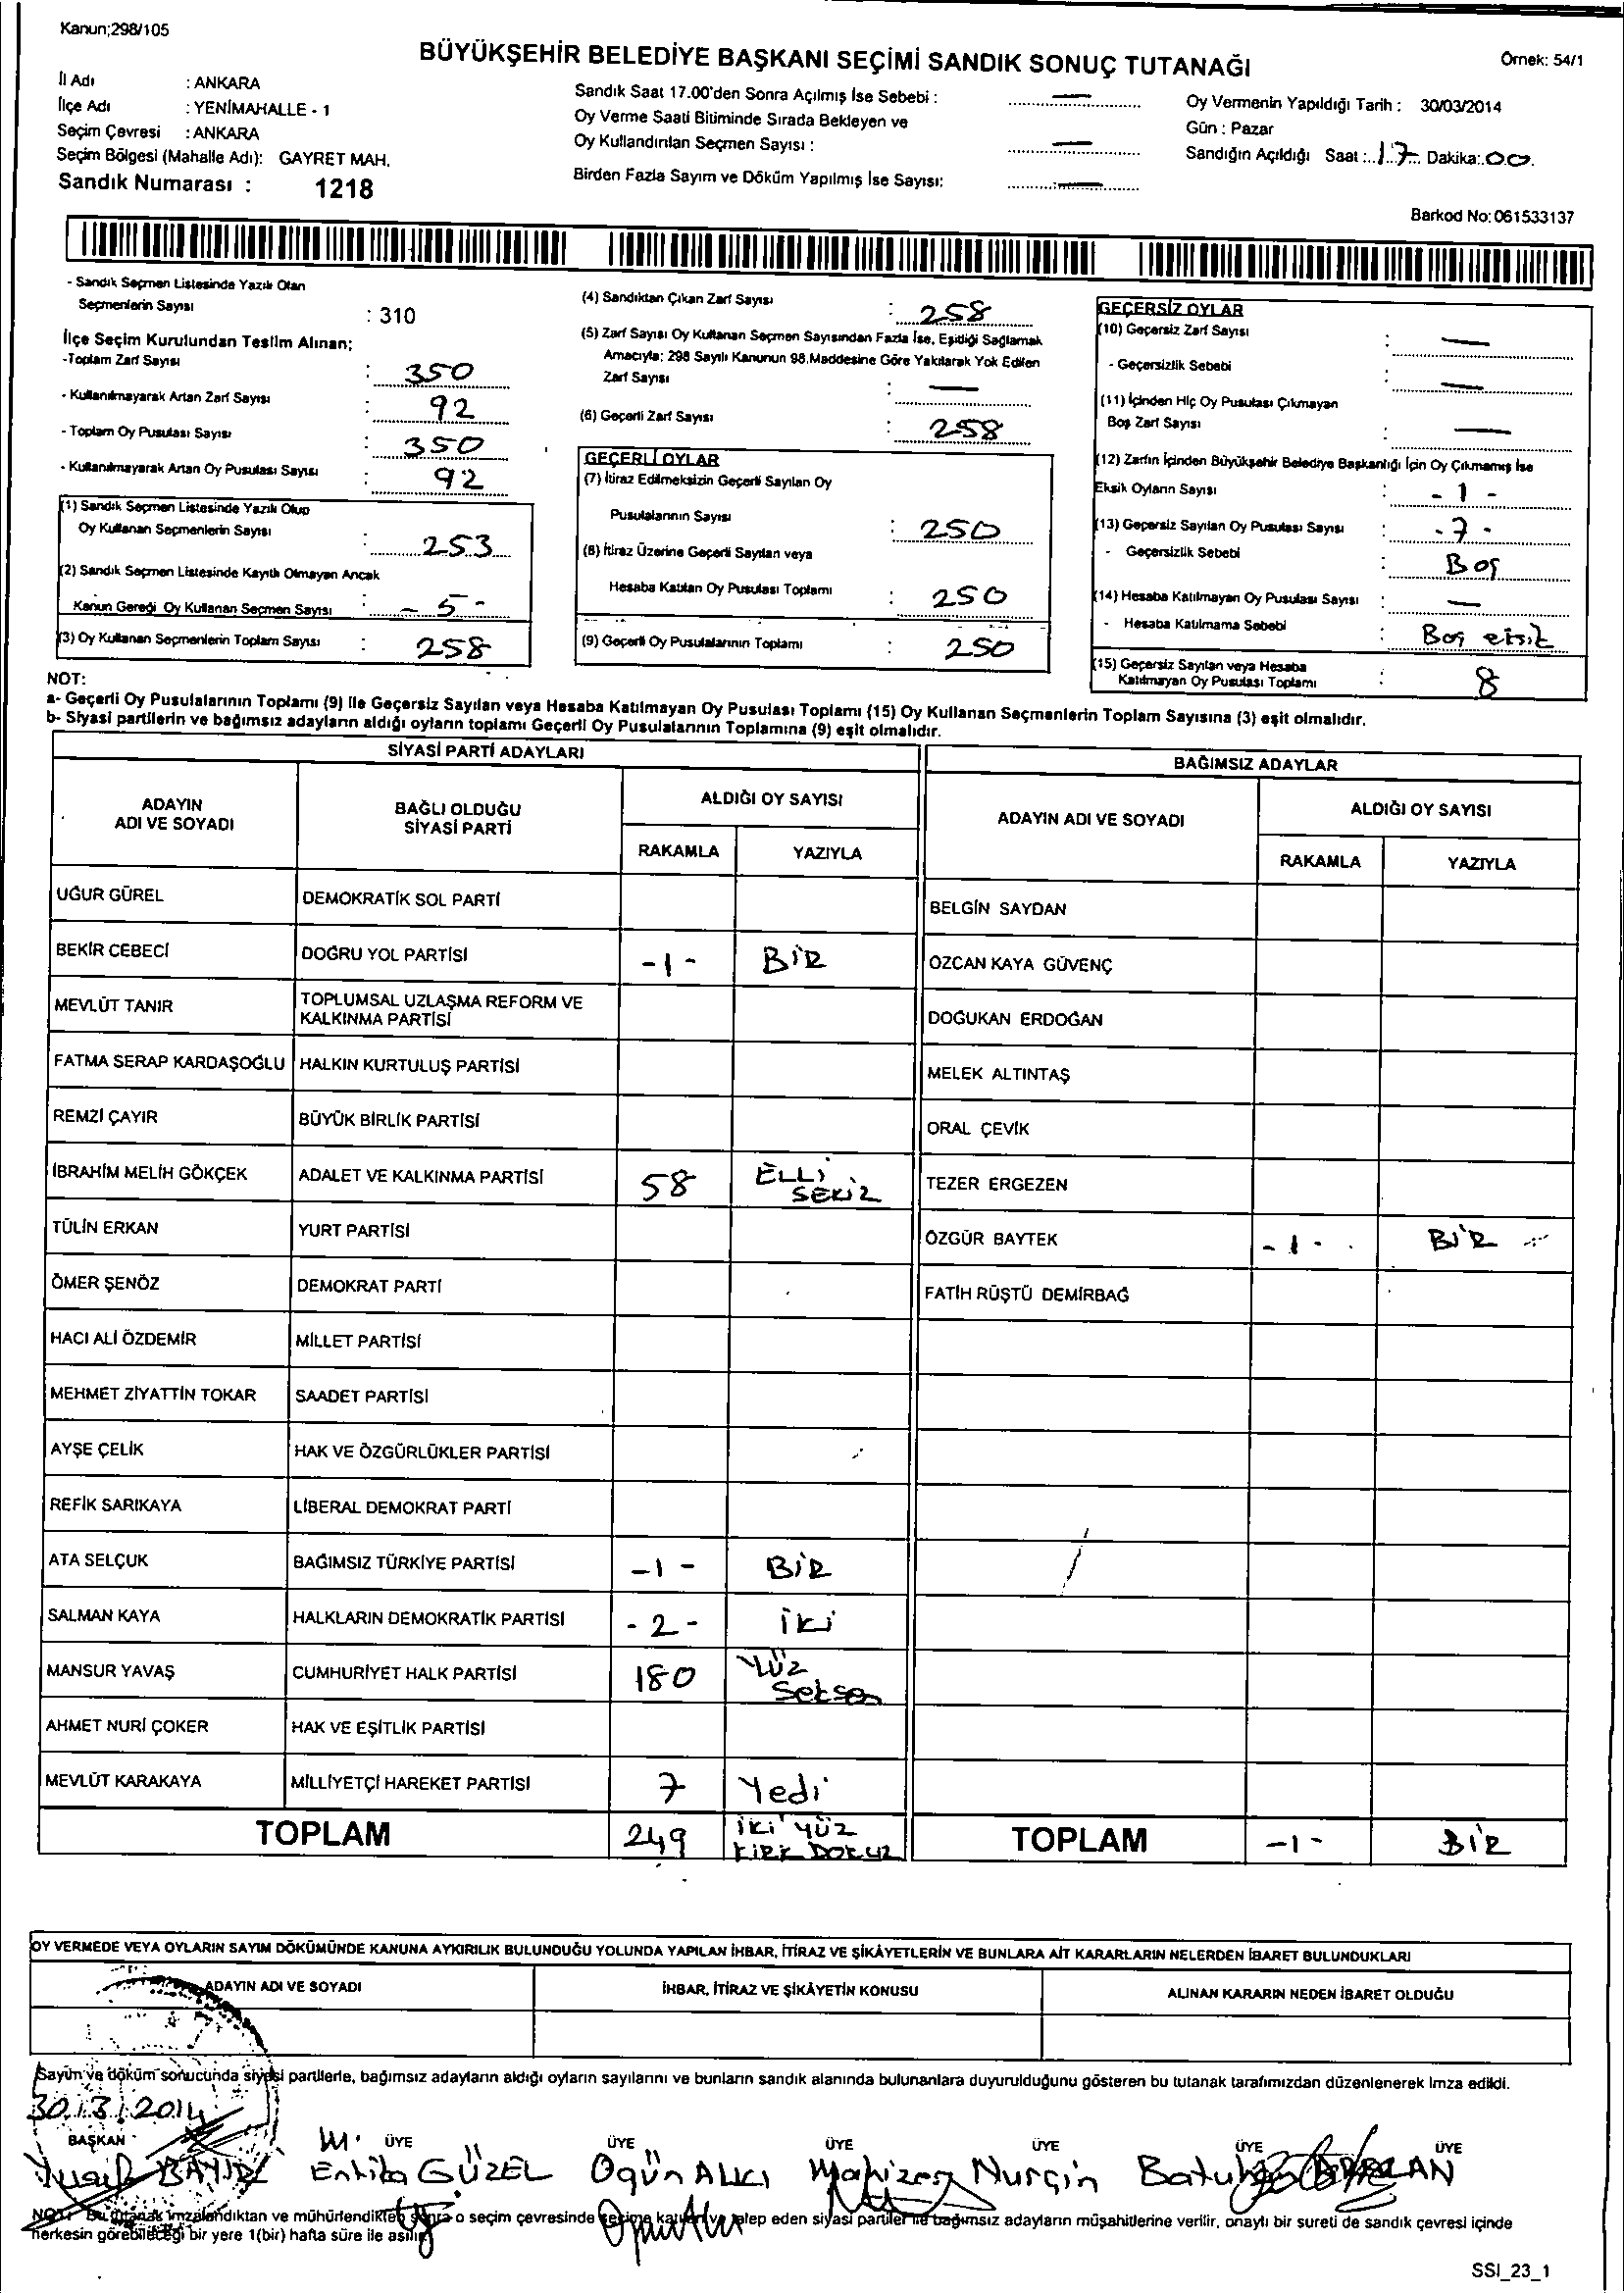 Kanun;298/105
BÜYÜKŞEHİR BELEDİYE BAŞKANI SEÇİMİ SANDIK SONUÇ TUTANAĞI
Örnek: 54/1
İl Adı : ANKARA
İlçe Adı : YENİMAHALLE - 1
Seçim Çevresi : ANKARA
Seçim Bölgesi (Mahalle Adı): GAYRET MAH.
Sandık Numarası : 1218
Sandık Saat 17.00'den Sonra Açılmış İse Sebebi : —
Oy Verme Saati Bitiminde Sırada Bekleyen ve
Oy Kullandırılan Seçmen Sayısı : —
Birden Fazla Sayım ve Döküm Yapılmış İse Sayısı: —
Oy Vermenin Yapıldığı Tarih : 30/03/2014
Gün : Pazar
Sandığın Açıldığı Saat : 17 Dakika: 00
Barkod No: 061533137
- Sandık Seçmen Listesinde Yazılı Olan
Seçmenlerin Sayısı : 310
İlçe Seçim Kurulundan Teslim Alınan;
-Toplam Zarf Sayısı : 350
- Kullanılmayarak Artan Zarf Sayısı : 92
- Toplam Oy Pusulası Sayısı : 350
- Kullanılmayarak Artan Oy Pusulası Sayısı : 92
(1) Sandık Seçmen Listesinde Yazılı Olup
Oy Kullanan Seçmenlerin Sayısı : 253
(2) Sandık Seçmen Listesinde Kayıtlı Olmayan Ancak
Kanun Gereği Oy Kullanan Seçmen Sayısı : - 5 -
(3) Oy Kullanan Seçmenlerin Toplam Sayısı : 258
(4) Sandıktan Çıkan Zarf Sayısı : 258
(5) Zarf Sayısı Oy Kullanan Seçmen Sayısından Fazla İse, Eşitliği Sağlamak
Amacıyla; 298 Sayılı Kanunun 98.Maddesine Göre Yakılarak Yok Edilen
Zarf Sayısı : —
(6) Geçerli Zarf Sayısı : 258
GEÇERLİ OYLAR
(7) İtiraz Edilmeksizin Geçerli Sayılan Oy
Pusulalarının Sayısı : 250
(8) İtiraz Üzerine Geçerli Sayılan veya
Hesaba Katılan Oy Pusulası Toplamı : 250
(9) Geçerli Oy Pusulalarının Toplamı : 250
GEÇERSİZ OYLAR
(10) Geçersiz Zarf Sayısı : —
- Geçersizlik Sebebi : —
(11) İçinden Hiç Oy Pusulası Çıkmayan
Boş Zarf Sayısı : —
(12) Zarfın İçinden Büyükşehir Belediye Başkanlığı İçin Oy Çıkmamış İse
Eksik Oyların Sayısı : - 1 -
(13) Geçersiz Sayılan Oy Pusulası Sayısı : - 7 -
- Geçersizlik Sebebi : Boş
(14) Hesaba Katılmayan Oy Pusulası Sayısı : —
- Hesaba Katılmama Sebebi : Boş eksik
(15) Geçersiz Sayılan veya Hesaba
Katılmayan Oy Pusulası Toplamı : 8
NOT:
a- Geçerli Oy Pusulalarının Toplamı (9) ile Geçersiz Sayılan veya Hesaba Katılmayan Oy Pusulası Toplamı (15) Oy Kullanan Seçmenlerin Toplam Sayısına (3) eşit olmalıdır.
b- Siyasi partilerin ve bağımsız adayların aldığı oyların toplamı Geçerli Oy Pusulalarının Toplamına (9) eşit olmalıdır.
SİYASİ PARTİ ADAYLARI
ADAYIN ADI VE SOYADI BAĞLI OLDUĞU SİYASİ PARTİ ALDIĞI OY SAYISI
RAKAMLA YAZIYLA
UĞUR GÜREL DEMOKRATİK SOL PARTİ
BEKİR CEBECİ DOĞRU YOL PARTİSİ -1- BİR
MEVLÜT TANIR TOPLUMSAL UZLAŞMA REFORM VE
KALKINMA PARTİSİ
FATMA SERAP KARDAŞOĞLU HALKIN KURTULUŞ PARTİSİ
REMZİ ÇAYIR BÜYÜK BİRLİK PARTİSİ
İBRAHİM MELİH GÖKÇEK ADALET VE KALKINMA PARTİSİ 58 ELLİ SEKİZ
TÜLİN ERKAN YURT PARTİSİ
ÖMER ŞENÖZ DEMOKRAT PARTİ
HACI ALİ ÖZDEMİR MİLLET PARTİSİ
MEHMET ZİYATTİN TOKAR SAADET PARTİSİ
AYŞE ÇELİK HAK VE ÖZGÜRLÜKLER PARTİSİ
REFİK SARIKAYA LİBERAL DEMOKRAT PARTİ
ATA SELÇUK BAĞIMSIZ TÜRKİYE PARTİSİ -1- BİR
SALMAN KAYA HALKLARIN DEMOKRATİK PARTİSİ -2- İKİ
MANSUR YAVAŞ CUMHURİYET HALK PARTİSİ 180 Yüz Seksen
AHMET NURİ ÇOKER HAK VE EŞİTLİK PARTİSİ
MEVLÜT KARAKAYA MİLLİYETÇİ HAREKET PARTİSİ 7 Yedi
TOPLAM 249 İKİ YÜZ KIRK DOKUZ
BAĞIMSIZ ADAYLAR
ADAYIN ADI VE SOYADI ALDIĞI OY SAYISI
RAKAMLA YAZIYLA
BELGİN SAYDAN
ÖZCAN KAYA GÜVENÇ
DOĞUKAN ERDOĞAN
MELEK ALTINTAŞ
ORAL ÇEVİK
TEZER ERGEZEN
ÖZGÜR BAYTEK -1- BİR
FATİH RÜŞTÜ DEMİRBAĞ
TOPLAM -1- BİR
OY VERMEDE VEYA OYLARIN SAYIM DÖKÜMÜNDE KANUNA AYKIRILIK BULUNDUĞU YOLUNDA YAPILAN İHBAR, İTİRAZ VE ŞİKÂYETLERİN VE BUNLARA AİT KARARLARIN NELERDEN İBARET BULUNDUKLARI
ADAYIN ADI VE SOYADI İHBAR, İTİRAZ VE ŞİKÂYETİN KONUSU ALINAN KARARIN NEDEN İBARET OLDUĞU
Sayım ve döküm sonucunda siyasi partilerle, bağımsız adayların aldığı oyların sayılarını ve bunların sandık alanında bulunanlara duyurulduğunu gösteren bu tutanak tarafımızdan düzenlenerek imza edildi.
30.13.12014
BAŞKAN ÜYE ÜYE ÜYE ÜYE ÜYE ÜYE
Yusuf M. GÜZEL Ogün ALICI Nurçin
NOT: Bu tutanak imzalandıktan ve mühürlendikten sonra o seçim çevresinde seçime katılan ve talep eden siyasi partiler ile bağımsız adayların müşahitlerine verilir, onaylı bir sureti de sandık çevresi içinde
herkesin görebileceği bir yere 1(bir) hafta süre ile asılır.
SSI_23_1